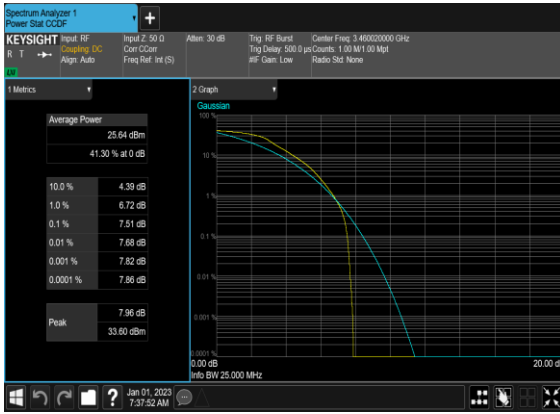 Spectrum Analyzer 1
Power Stat CCDF
KEYSIGHT
R T
LV
Input: RF
Coupling: DC
Align: Auto
Input Z: 50 Ω
Corr CCorr
Freq Ref: Int (S)
Atten: 30 dB
Trig: RF Burst
Trig Delay: 500.0 µs
#IF Gain: Low
Center Freq: 3.460020000 GHz
Counts: 1.00 M/1.00 Mpt
Radio Std: None
1 Metrics
Average Power
25.64 dBm
41.30 % at 0 dB
10.0 % 4.39 dB
1.0 % 6.72 dB
0.1 % 7.51 dB
0.01 % 7.68 dB
0.001 % 7.82 dB
0.0001 % 7.86 dB
Peak
7.96 dB
33.60 dBm
2 Graph
Gaussian
100 %
10 %
1 %
0.1 %
0.01 %
0.001 %
0.0001 %
0.00 dB
20.00 d
Info BW 25.000 MHz
Jan 01, 2023
7:37:52 AM